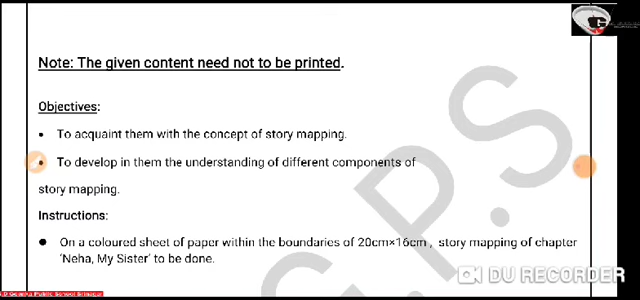 Note: The given content need not to be printed.
Objectives:
• To acquaint them with the concept of story mapping.
• To develop in them the understanding of different components of
story mapping.
Instructions:
● On a coloured sheet of paper within the boundaries of 20cm×16cm , story mapping of chapter
‘Neha, My Sister’ to be done.
G.P.S
DU RECORDER